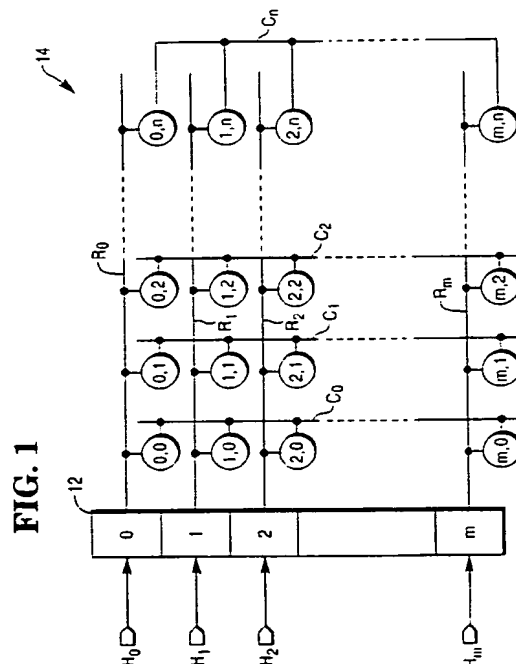 FIG. 1
14
12
H0 0 R0 0,0 0,1 0,2 0,n
H1 1 R1 1,0 1,1 1,2 1,n
H2 2 R2 2,0 2,1 2,2 2,n
C0 C1 C2 Cn
Hm m Rm m,0 m,1 m,2 m,n